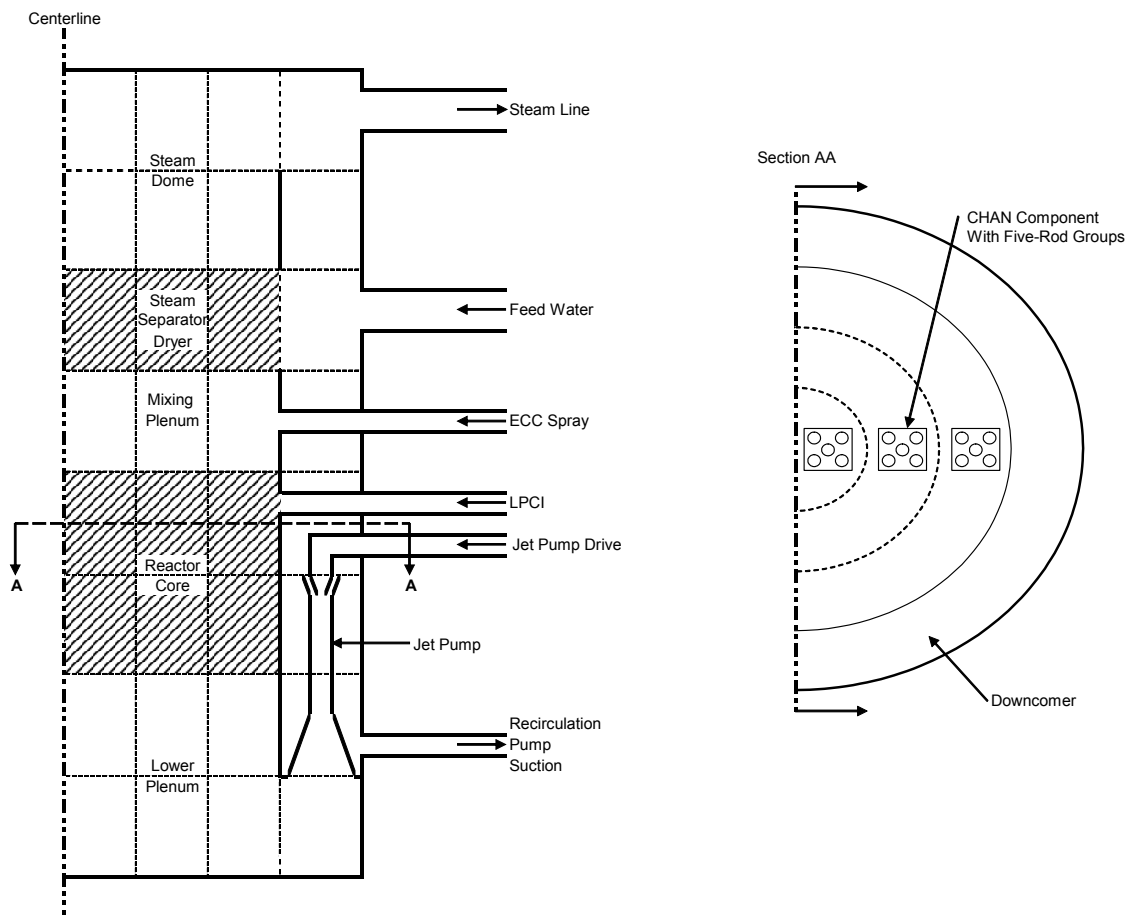 Centerline
Steam Line
Steam
Dome
Steam
Separator
Dryer
Feed Water
Mixing
Plenum
ECC Spray
LPCI
Jet Pump Drive
A
A
Reactor
Core
Jet Pump
Recirculation
Pump
Suction
Lower
Plenum
Section AA
CHAN Component
With Five-Rod Groups
Downcomer